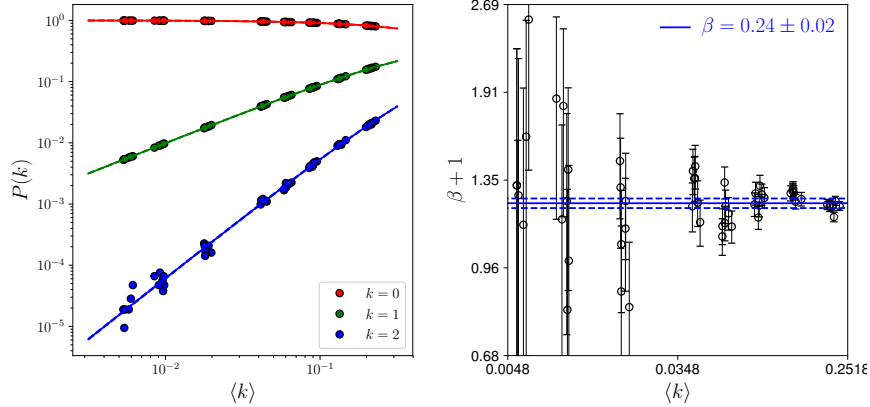 10⁰
10⁻¹
10⁻²
10⁻³
10⁻⁴
10⁻⁵
P(k)
k = 0
k = 1
k = 2
10⁻²
10⁻¹
⟨k⟩
2.69
1.91
1.35
0.96
0.68
β + 1
β = 0.24 ± 0.02
0.0048
0.0348
0.2518
⟨k⟩